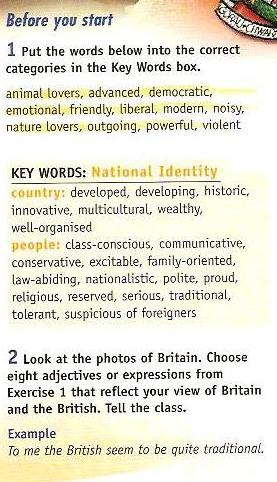 Before you start
1 Put the words below into the correct
categories in the Key Words box.
animal lovers, advanced, democratic,
emotional, friendly, liberal, modern, noisy,
nature lovers, outgoing, powerful, violent
KEY WORDS: National Identity
country: developed, developing, historic,
innovative, multicultural, wealthy,
well-organised
people: class-conscious, communicative,
conservative, excitable, family-oriented,
law-abiding, nationalistic, polite, proud,
religious, reserved, serious, traditional,
tolerant, suspicious of foreigners
2 Look at the photos of Britain. Choose
eight adjectives or expressions from
Exercise 1 that reflect your view of Britain
and the British. Tell the class.
Example
To me the British seem to be quite traditional.